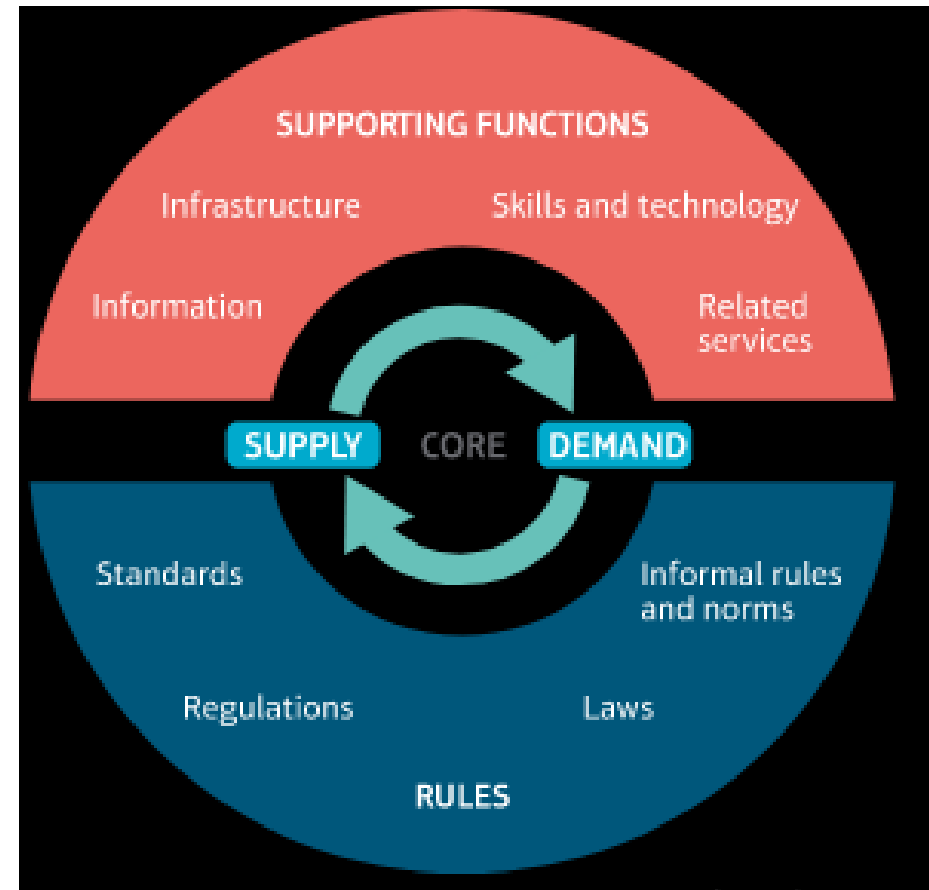 SUPPORTING FUNCTIONS
Infrastructure
Skills and technology
Information
Related
services
SUPPLY
CORE
DEMAND
Standards
Informal rules
and norms
Regulations
Laws
RULES